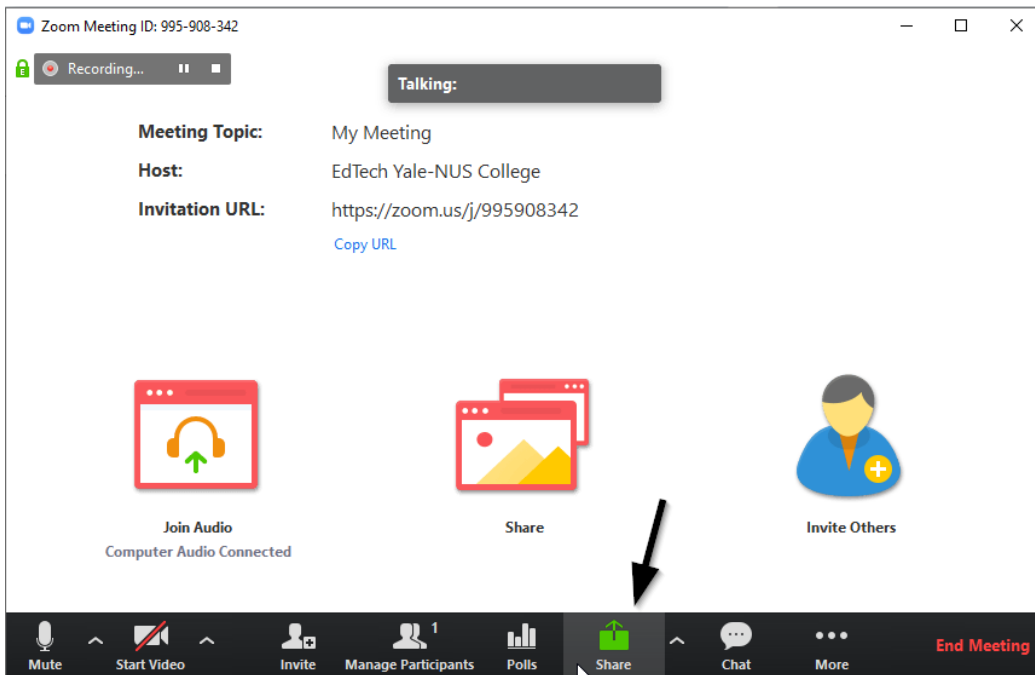 Zoom Meeting ID: 995-908-342
Recording...
Talking:
Meeting Topic: My Meeting
Host: EdTech Yale-NUS College
Invitation URL: https://zoom.us/j/995908342
Copy URL
Join Audio
Computer Audio Connected
Share
Invite Others
Mute
Start Video
Invite
1
Manage Participants
Polls
Share
Chat
More
End Meeting